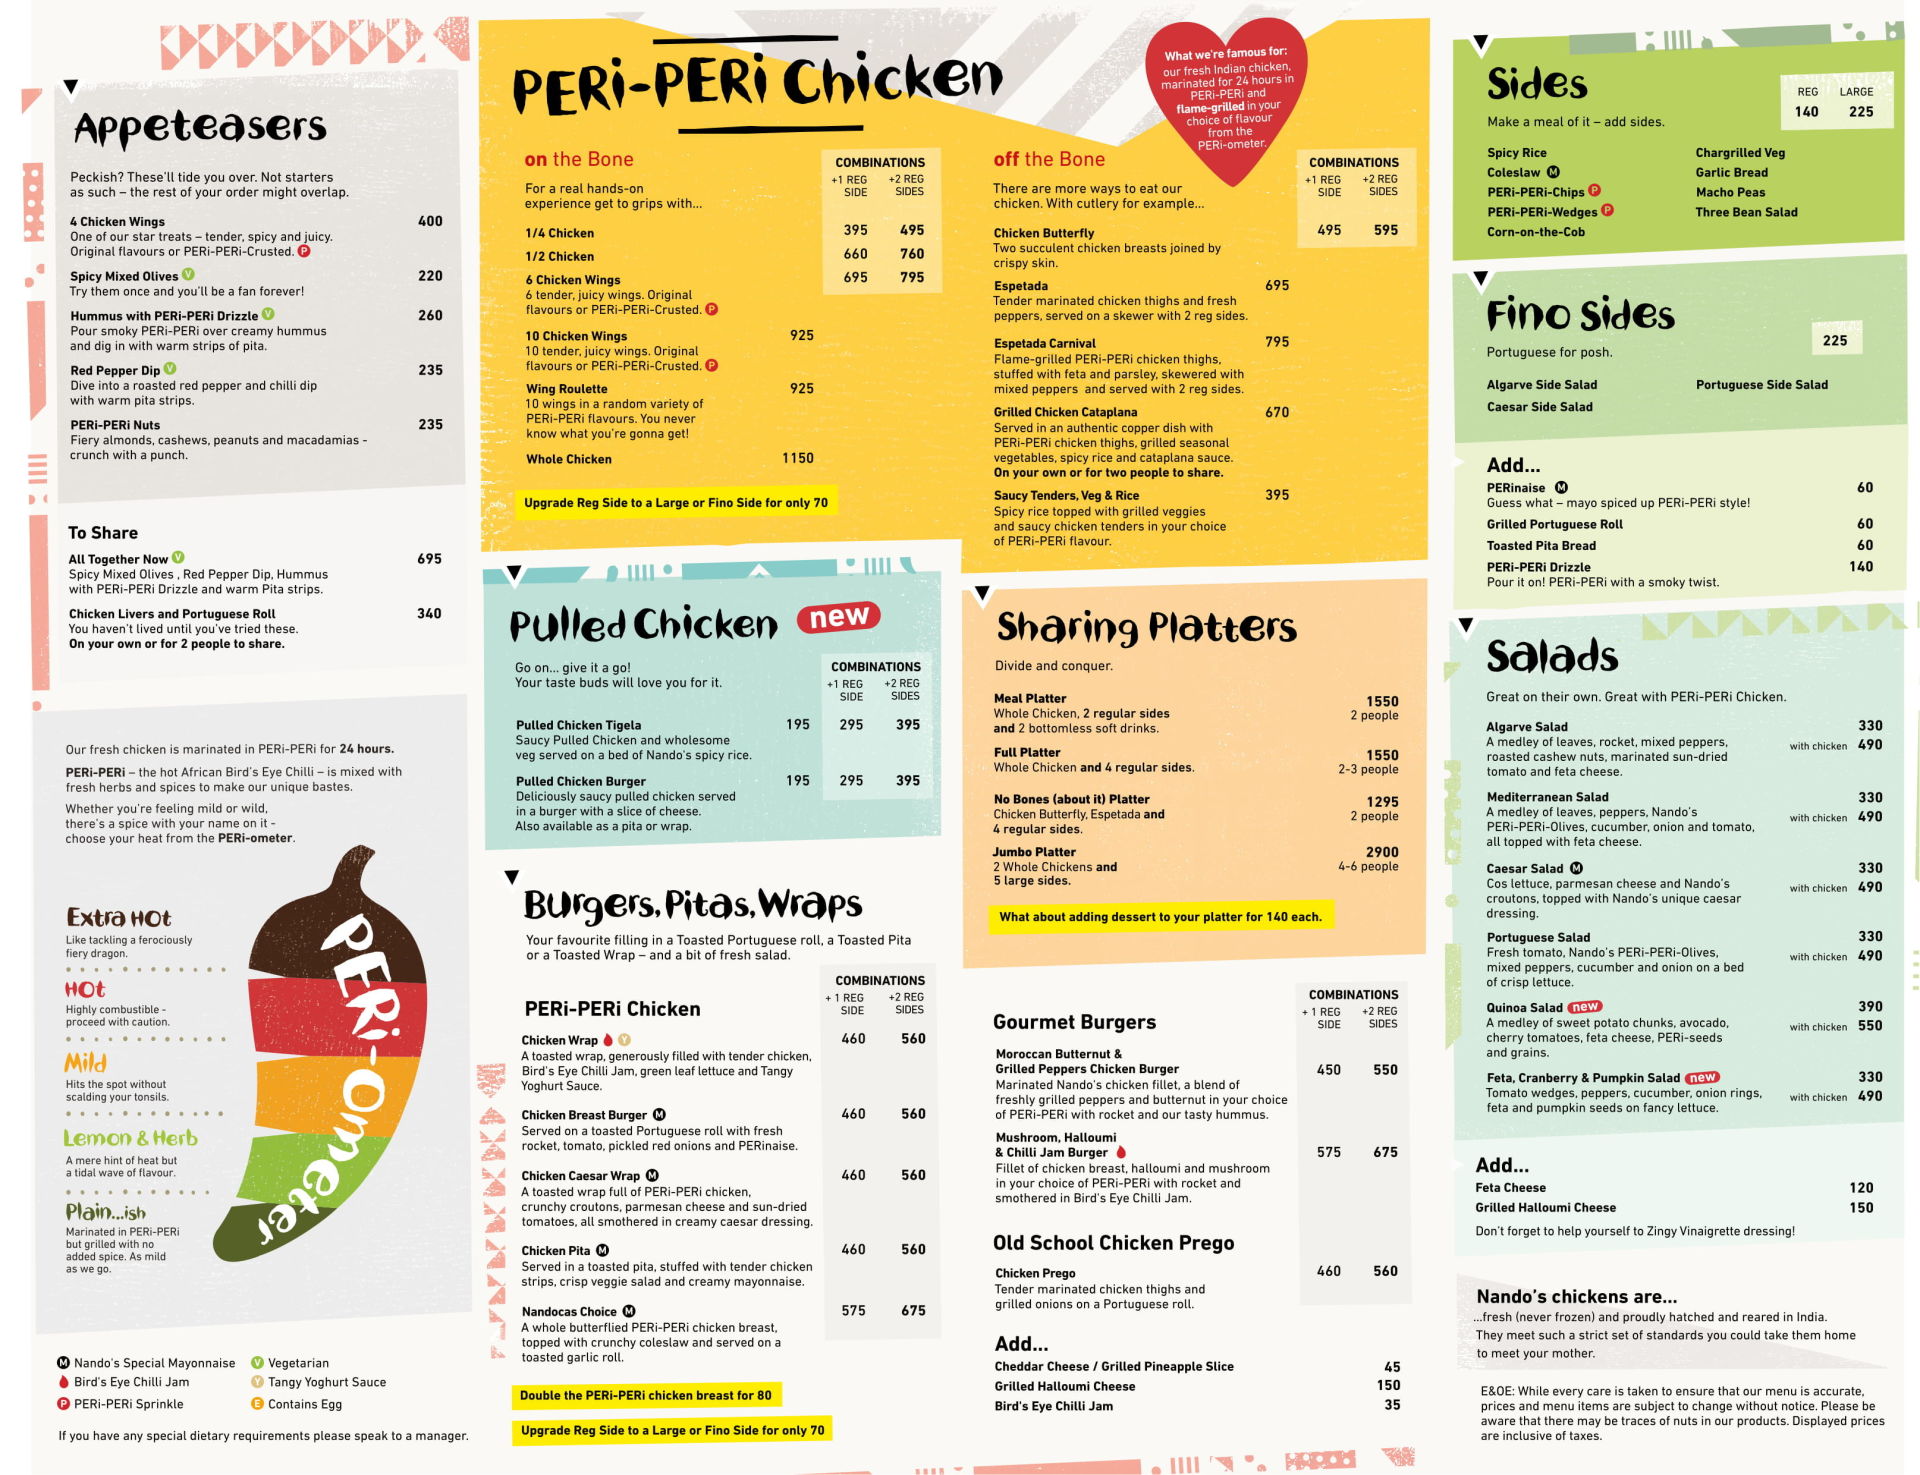 Appeteasers
Peckish? These'll tide you over. Not starters
as such – the rest of your order might overlap.
4 Chicken Wings 400
One of our star treats – tender, spicy and juicy.
Original flavours or PERi-PERi-Crusted. P
Spicy Mixed Olives V 220
Try them once and you'll be a fan forever!
Hummus with PERi-PERi Drizzle V 260
Pour smoky PERi-PERi over creamy hummus
and dig in with warm strips of pita.
Red Pepper Dip V 235
Dive into a roasted red pepper and chilli dip
with warm pita strips.
PERi-PERi Nuts 235
Fiery almonds, cashews, peanuts and macadamias -
crunch with a punch.
To Share
All Together Now V 695
Spicy Mixed Olives , Red Pepper Dip, Hummus
with PERi-PERi Drizzle and warm Pita strips.
Chicken Livers and Portuguese Roll 340
You haven't lived until you've tried these.
On your own or for 2 people to share.
Our fresh chicken is marinated in PERi-PERi for 24 hours.
PERi-PERi – the hot African Bird's Eye Chilli – is mixed with
fresh herbs and spices to make our unique bastes.
Whether you're feeling mild or wild,
there's a spice with your name on it -
choose your heat from the PERi-ometer.
Extra HOt
Like tackling a ferociously
fiery dragon.
HOt
Highly combustible -
proceed with caution.
Mild
Hits the spot without
scalding your tonsils.
Lemon & Herb
A mere hint of heat but
a tidal wave of flavour.
Plain...ish
Marinated in PERi-PERi
but grilled with no
added spice. As mild
as we go.
PERi-Ometer
M Nando's Special Mayonnaise V Vegetarian
Bird's Eye Chilli Jam Y Tangy Yoghurt Sauce
P PERi-PERi Sprinkle E Contains Egg
If you have any special dietary requirements please speak to a manager.
PERi-PERi Chicken
What we're famous for:
our fresh Indian chicken,
marinated for 24 hours in
PERi-PERi and
flame-grilled in your
choice of flavour
from the
PERi-ometer.
on the Bone
For a real hands-on
experience get to grips with...
COMBINATIONS
+1 REG SIDE +2 REG SIDES
1/4 Chicken 395 495
1/2 Chicken 660 760
6 Chicken Wings 695 795
6 tender, juicy wings. Original
flavours or PERi-PERi-Crusted. P
10 Chicken Wings 925
10 tender, juicy wings. Original
flavours or PERi-PERi-Crusted. P
Wing Roulette 925
10 wings in a random variety of
PERi-PERi flavours. You never
know what you're gonna get!
Whole Chicken 1150
Upgrade Reg Side to a Large or Fino Side for only 70
off the Bone
There are more ways to eat our
chicken. With cutlery for example...
COMBINATIONS
+1 REG SIDE +2 REG SIDES
Chicken Butterfly 495 595
Two succulent chicken breasts joined by
crispy skin.
Espetada 695
Tender marinated chicken thighs and fresh
peppers, served on a skewer with 2 reg sides.
Espetada Carnival 795
Flame-grilled PERi-PERi chicken thighs,
stuffed with feta and parsley, skewered with
mixed peppers and served with 2 reg sides.
Grilled Chicken Cataplana 670
Served in an authentic copper dish with
PERi-PERi chicken thighs, grilled seasonal
vegetables, spicy rice and cataplana sauce.
On your own or for two people to share.
Saucy Tenders, Veg & Rice 395
Spicy rice topped with grilled veggies
and saucy chicken tenders in your choice
of PERi-PERi flavour.
Pulled Chicken new
Go on... give it a go!
Your taste buds will love you for it.
COMBINATIONS
+1 REG SIDE +2 REG SIDES
Pulled Chicken Tigela 195 295 395
Saucy Pulled Chicken and wholesome
veg served on a bed of Nando's spicy rice.
Pulled Chicken Burger 195 295 395
Deliciously saucy pulled chicken served
in a burger with a slice of cheese.
Also available as a pita or wrap.
Sharing Platters
Divide and conquer.
Meal Platter 1550
Whole Chicken, 2 regular sides 2 people
and 2 bottomless soft drinks.
Full Platter 1550
Whole Chicken and 4 regular sides. 2-3 people
No Bones (about it) Platter 1295
Chicken Butterfly, Espetada and 2 people
4 regular sides.
Jumbo Platter 2900
2 Whole Chickens and 4-6 people
5 large sides.
What about adding dessert to your platter for 140 each.
Burgers, Pitas, Wraps
Your favourite filling in a Toasted Portuguese roll, a Toasted Pita
or a Toasted Wrap – and a bit of fresh salad.
PERi-PERi Chicken
COMBINATIONS
+ 1 REG SIDE +2 REG SIDES
Chicken Wrap Y 460 560
A toasted wrap, generously filled with tender chicken,
Bird's Eye Chilli Jam, green leaf lettuce and Tangy
Yoghurt Sauce.
Chicken Breast Burger M 460 560
Served on a toasted Portuguese roll with fresh
rocket, tomato, pickled red onions and PERinaise.
Chicken Caesar Wrap M 460 560
A toasted wrap full of PERi-PERi chicken,
crunchy croutons, parmesan cheese and sun-dried
tomatoes, all smothered in creamy caesar dressing.
Chicken Pita M 460 560
Served in a toasted pita, stuffed with tender chicken
strips, crisp veggie salad and creamy mayonnaise.
Nandocas Choice M 575 675
A whole butterflied PERi-PERi chicken breast,
topped with crunchy coleslaw and served on a
toasted garlic roll.
Double the PERi-PERi chicken breast for 80
Upgrade Reg Side to a Large or Fino Side for only 70
Gourmet Burgers
COMBINATIONS
+ 1 REG SIDE +2 REG SIDES
Moroccan Butternut &
Grilled Peppers Chicken Burger 450 550
Marinated Nando's chicken fillet, a blend of
freshly grilled peppers and butternut in your choice
of PERi-PERi with rocket and our tasty hummus.
Mushroom, Halloumi
& Chilli Jam Burger 575 675
Fillet of chicken breast, halloumi and mushroom
in your choice of PERi-PERi with rocket and
smothered in Bird's Eye Chilli Jam.
Old School Chicken Prego
Chicken Prego 460 560
Tender marinated chicken thighs and
grilled onions on a Portuguese roll.
Add...
Cheddar Cheese / Grilled Pineapple Slice 45
Grilled Halloumi Cheese 150
Bird's Eye Chilli Jam 35
Sides
Make a meal of it – add sides.
REG LARGE
140 225
Spicy Rice Chargrilled Veg
Coleslaw M Garlic Bread
PERi-PERi-Chips P Macho Peas
PERi-PERi-Wedges P Three Bean Salad
Corn-on-the-Cob
Fino Sides
Portuguese for posh. 225
Algarve Side Salad Portuguese Side Salad
Caesar Side Salad
Add...
PERinaise M 60
Guess what – mayo spiced up PERi-PERi style!
Grilled Portuguese Roll 60
Toasted Pita Bread 60
PERi-PERi Drizzle 140
Pour it on! PERi-PERi with a smoky twist.
Salads
Great on their own. Great with PERi-PERi Chicken.
Algarve Salad 330
A medley of leaves, rocket, mixed peppers, with chicken 490
roasted cashew nuts, marinated sun-dried
tomato and feta cheese.
Mediterranean Salad 330
A medley of leaves, peppers, Nando's with chicken 490
PERi-PERi-Olives, cucumber, onion and tomato,
all topped with feta cheese.
Caesar Salad M 330
Cos lettuce, parmesan cheese and Nando's with chicken 490
croutons, topped with Nando's unique caesar
dressing.
Portuguese Salad 330
Fresh tomato, Nando's PERi-PERi-Olives, with chicken 490
mixed peppers, cucumber and onion on a bed
of crisp lettuce.
Quinoa Salad new 390
A medley of sweet potato chunks, avocado, with chicken 550
cherry tomatoes, feta cheese, PERi-seeds
and grains.
Feta, Cranberry & Pumpkin Salad new 330
Tomato wedges, peppers, cucumber, onion rings, with chicken 490
feta and pumpkin seeds on fancy lettuce.
Add...
Feta Cheese 120
Grilled Halloumi Cheese 150
Don't forget to help yourself to Zingy Vinaigrette dressing!
Nando's chickens are...
...fresh (never frozen) and proudly hatched and reared in India.
They meet such a strict set of standards you could take them home
to meet your mother.
E&OE: While every care is taken to ensure that our menu is accurate,
prices and menu items are subject to change without notice. Please be
aware that there may be traces of nuts in our products. Displayed prices
are inclusive of taxes.